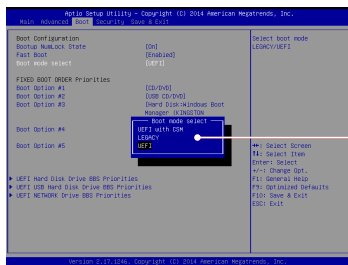 Aptio Setup Utility – Copyright (C) 2014 American Megatrends, Inc.
Main Advanced Boot Security Save & Exit
Boot Configuration
Bootup NumLock State [On]
Fast Boot [Enabled]
Boot mode select [UEFI]
FIXED BOOT ORDER Priorities
Boot Option #1 [CD/DVD]
Boot Option #2 [USB CD/DVD]
Boot Option #3 [Hard Disk:Windows Boot
Manager (KINGSTON
Boot Option #4
Boot Option #5
Boot mode select
UEFI with CSM
LEGACY
UEFI
UEFI Hard Disk Drive BBS Priorities
UEFI USB Hard Disk Drive BBS Priorities
UEFI NETWORK Drive BBS Priorities
Select boot mode
LEGACY/UEFI
→←: Select Screen
↑↓: Select Item
Enter: Select
+/-: Change Opt.
F1: General Help
F9: Optimized Defaults
F10: Save & Exit
ESC: Exit
Version 2.17.1246. Copyright (C) 2014 American Megatrends, Inc.